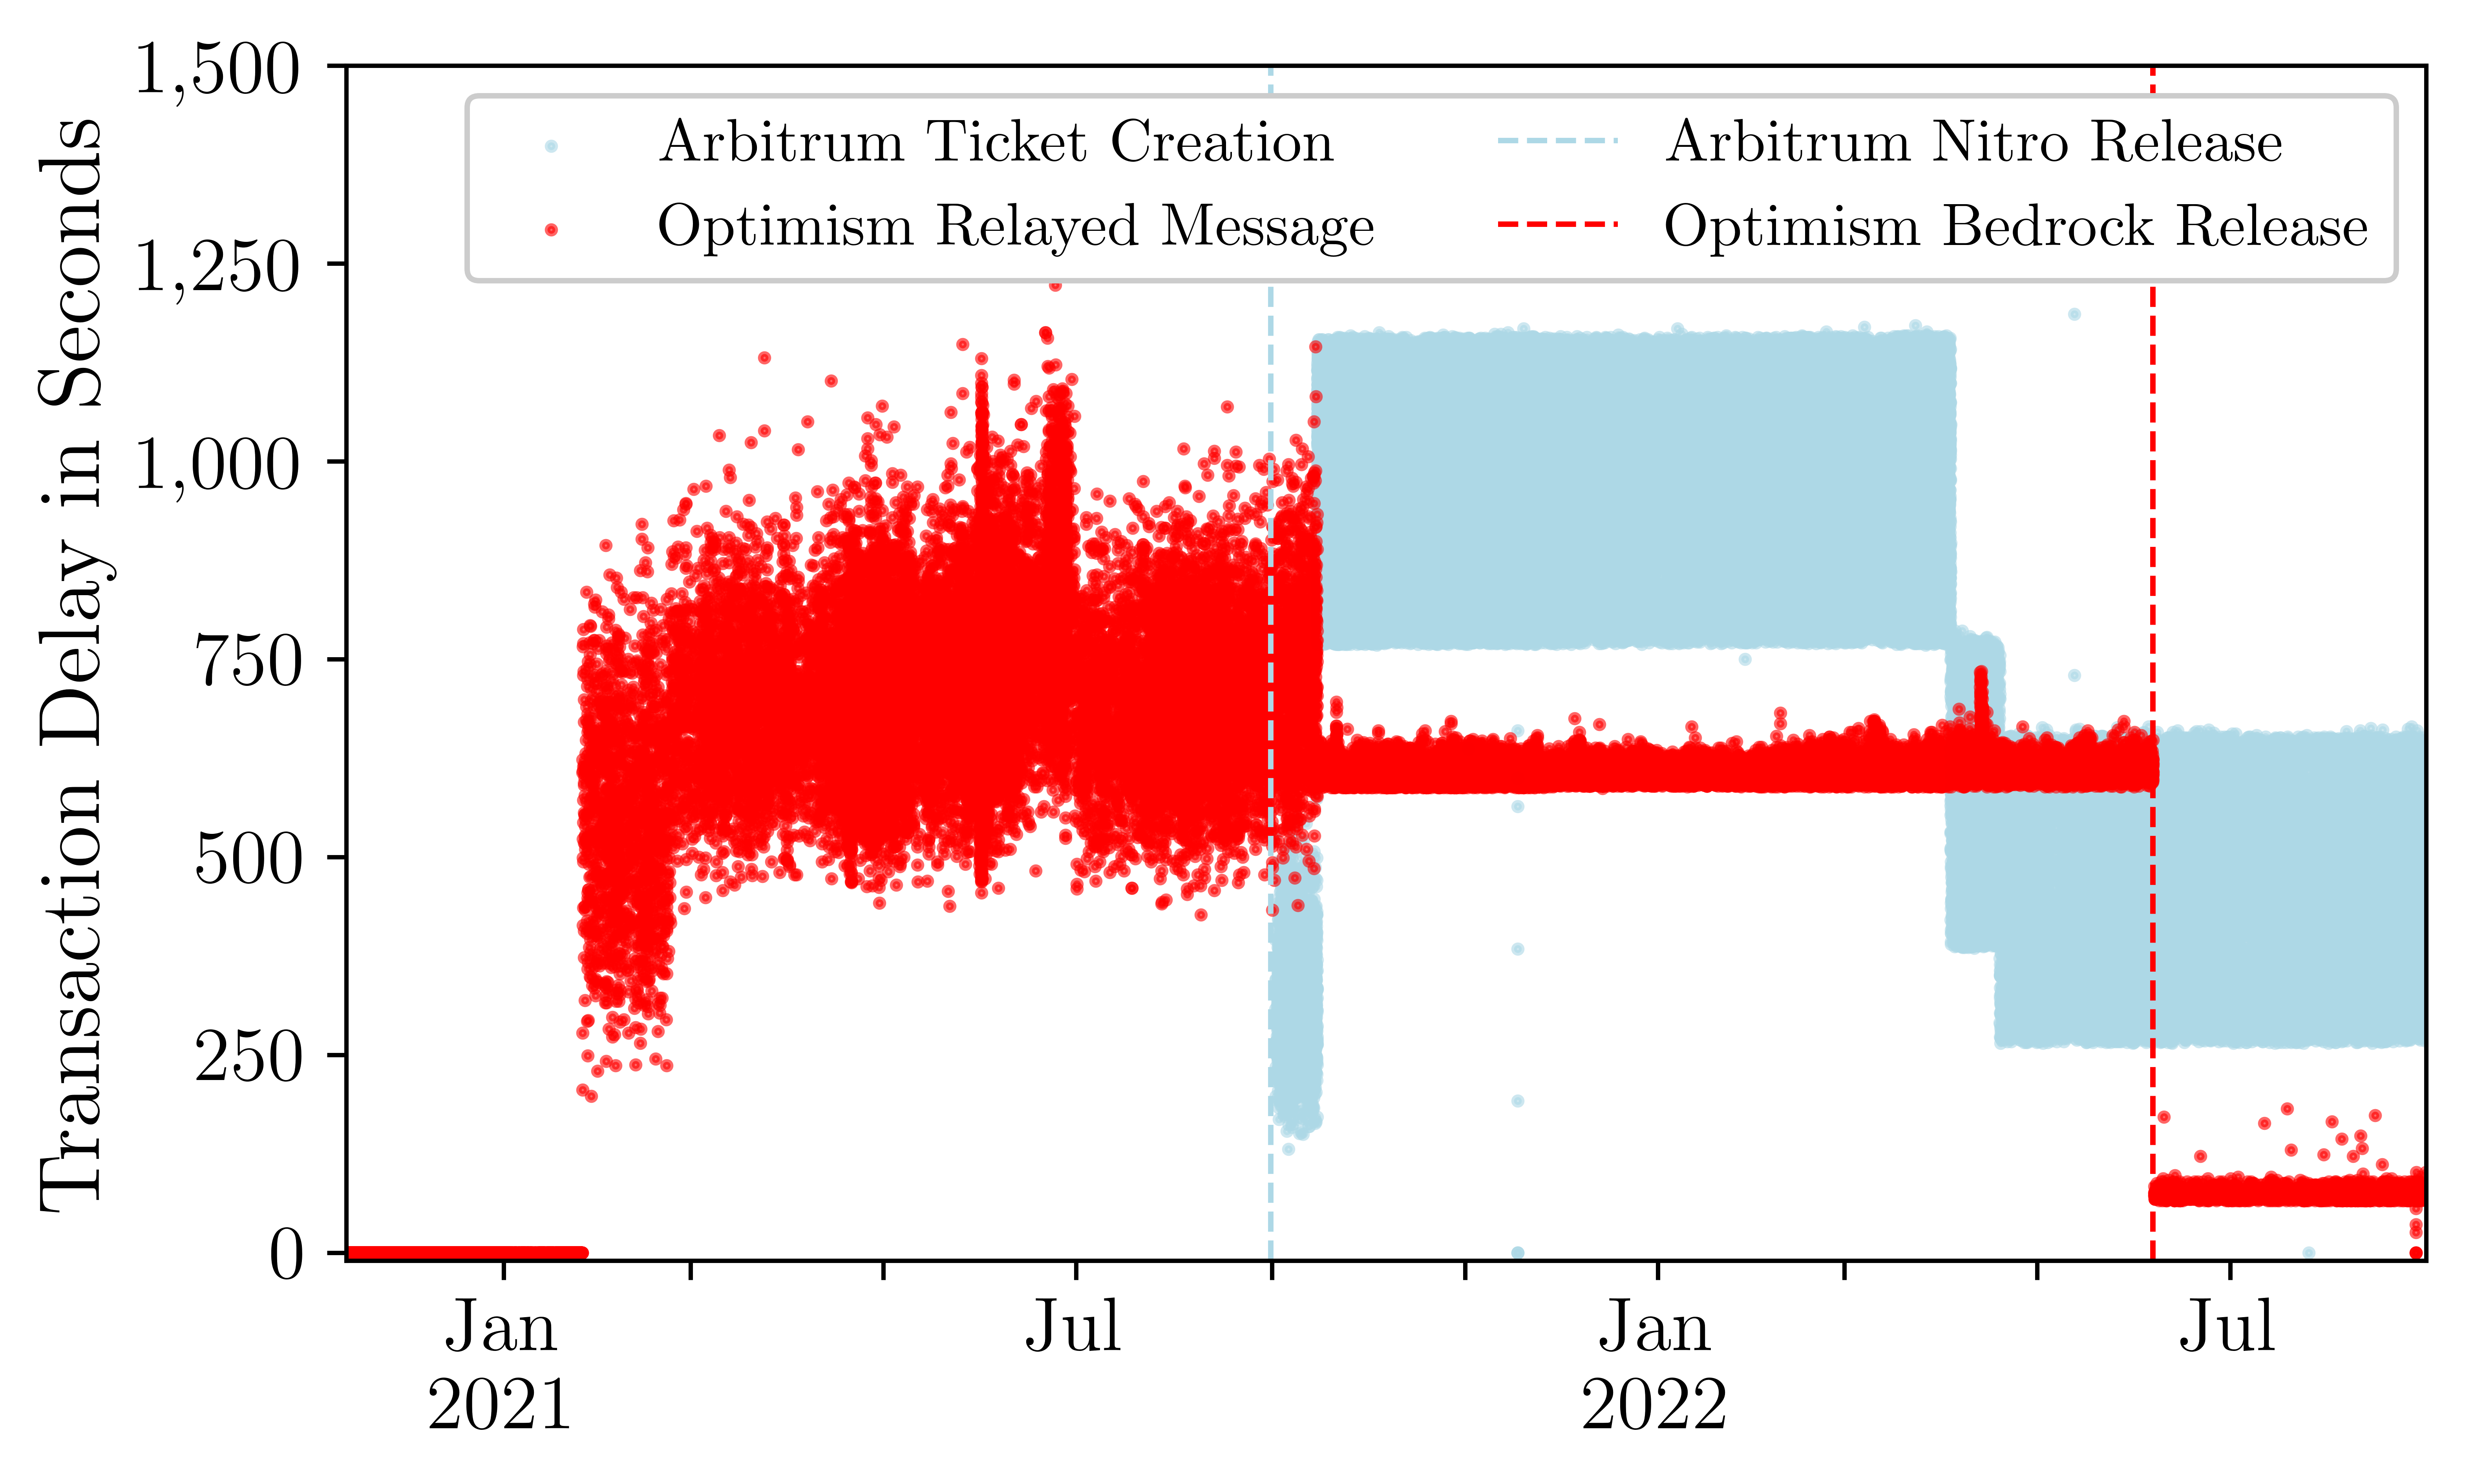 Transaction Delay in Seconds
1,500
1,250
1,000
750
500
250
0
Arbitrum Ticket Creation
Optimism Relayed Message
Arbitrum Nitro Release
Optimism Bedrock Release
Jan
2021
Jul
Jan
2022
Jul